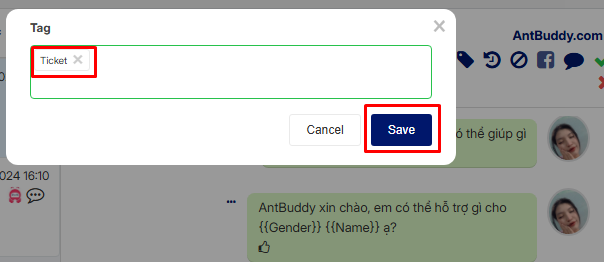 Tag
AntBuddy.com
Ticket
Cancel
Save
ó thể giúp gì
024 16:10
AntBuddy xin chào, em có thể hỗ trợ gì cho
{{Gender}} {{Name}} ạ?